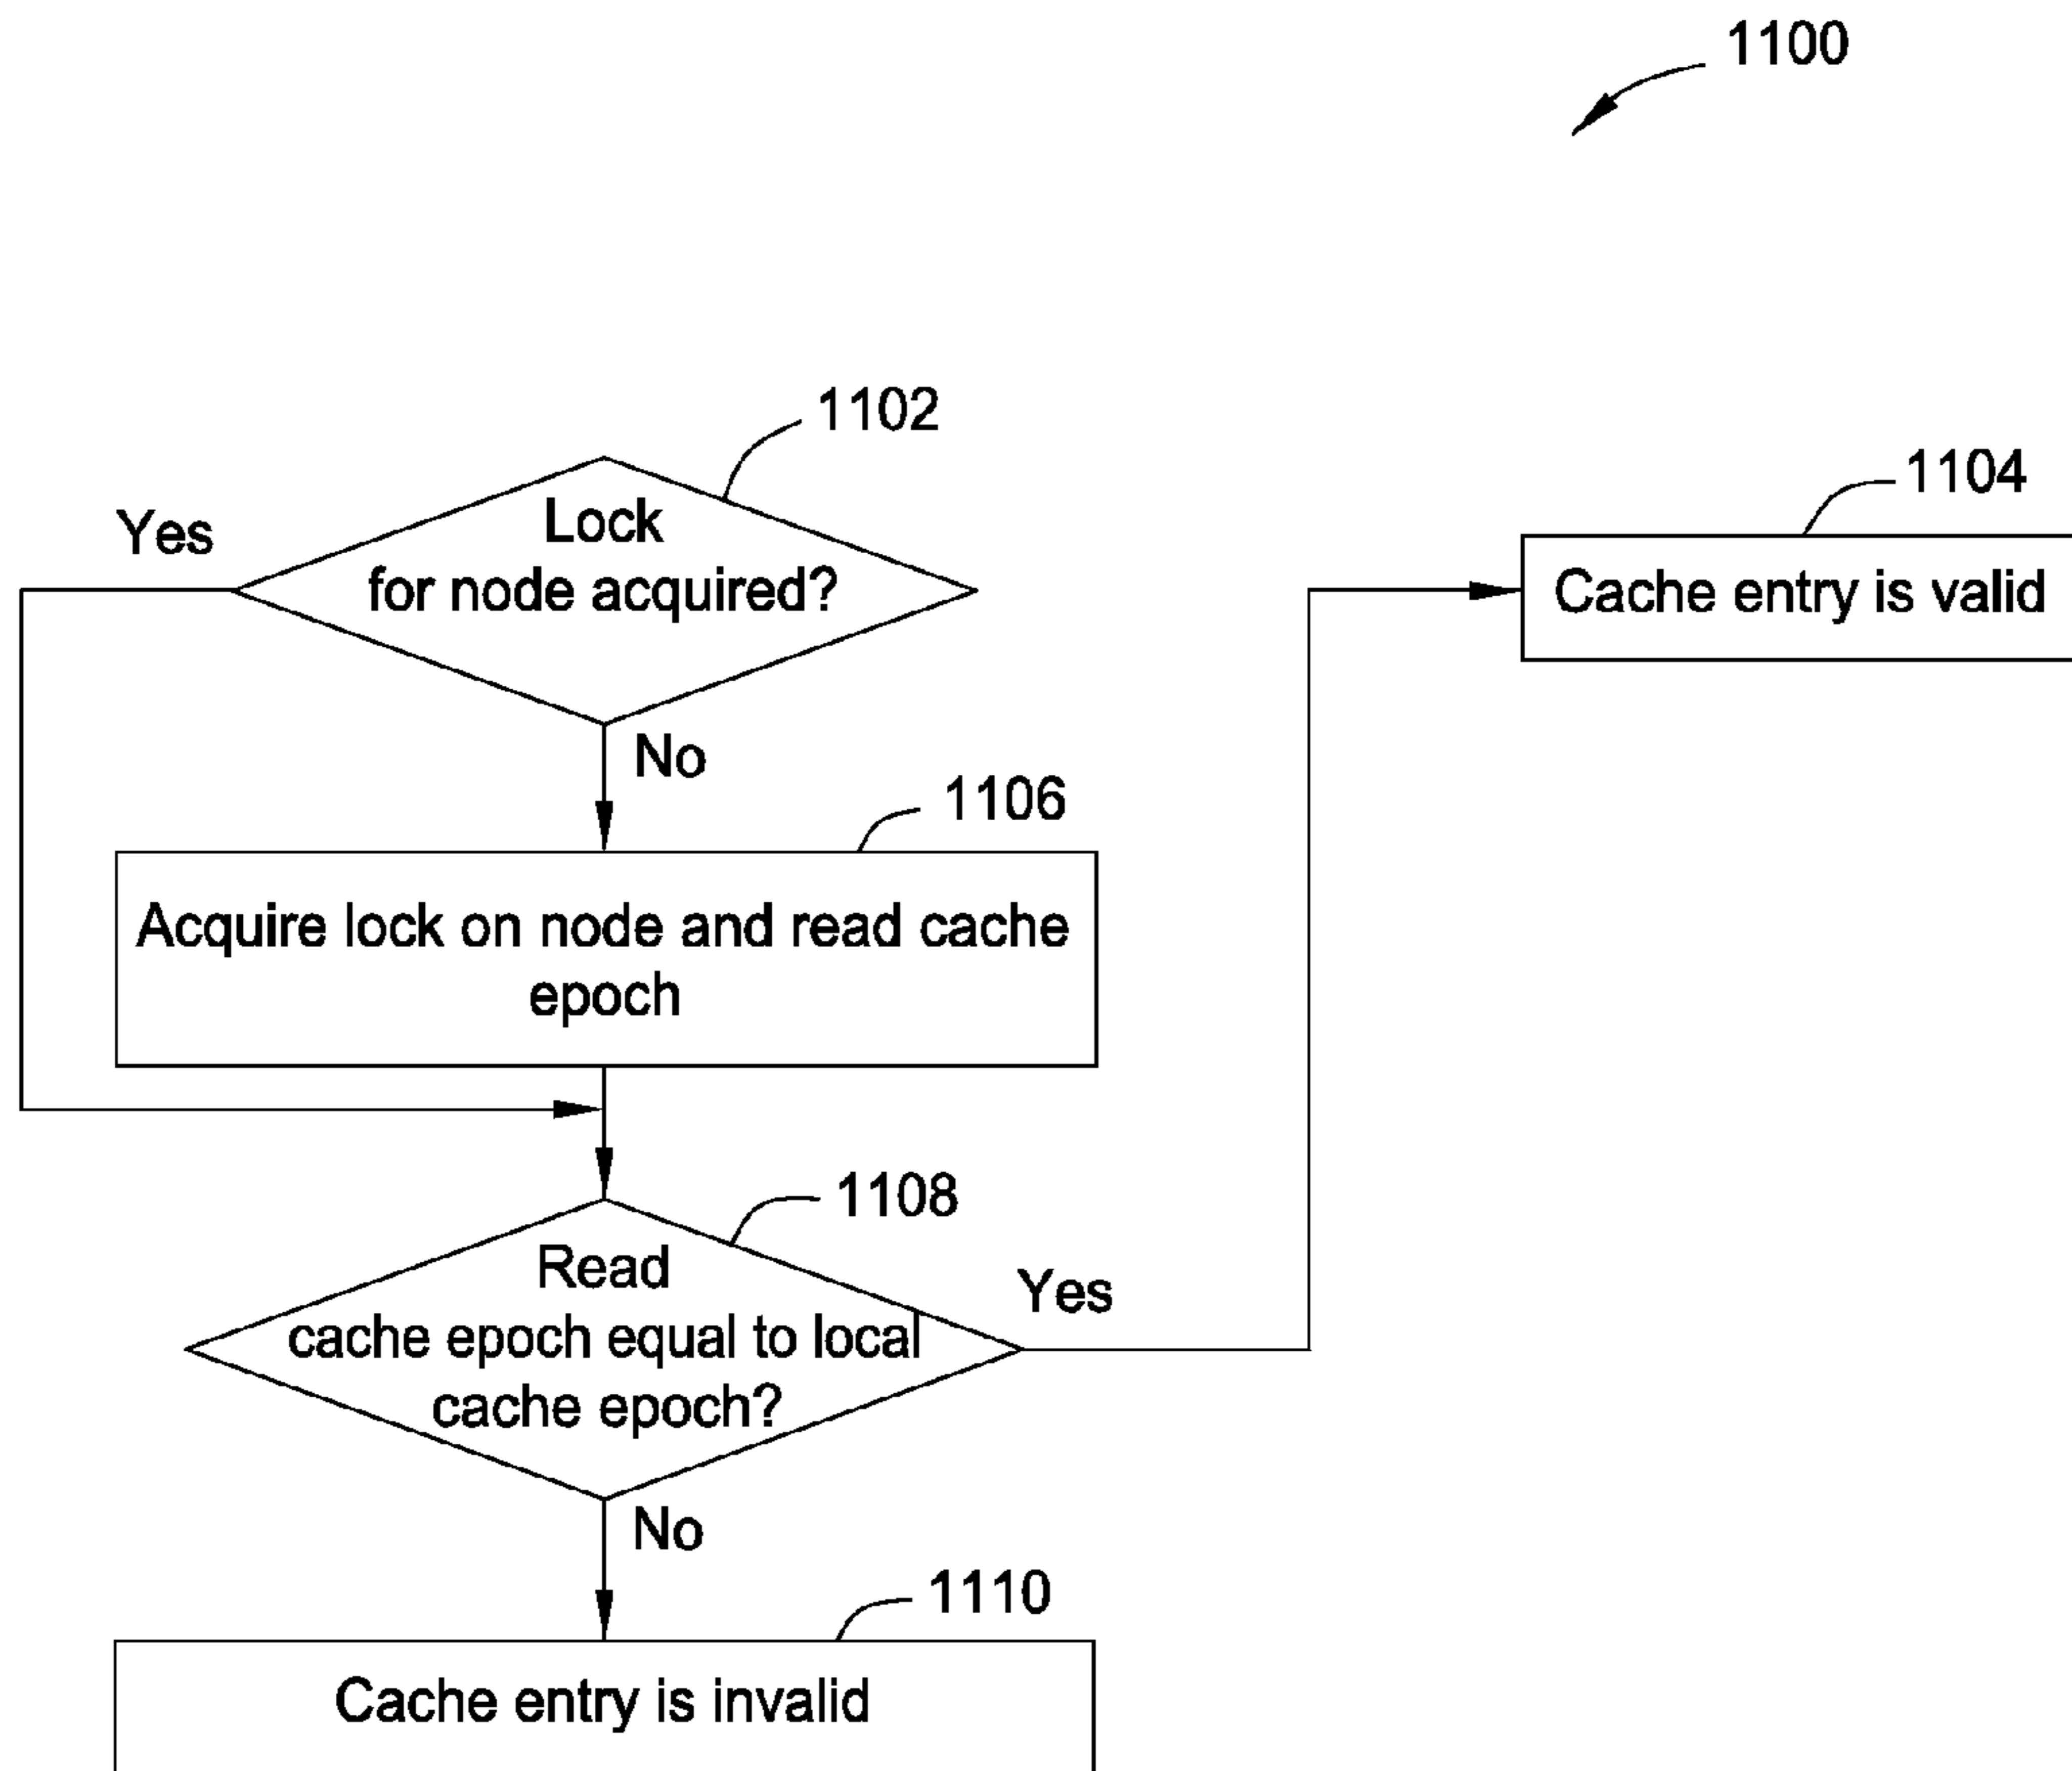 1100
1102
1104
Yes
Lock
for node acquired?
Cache entry is valid
No
1106
Acquire lock on node and read cache
epoch
1108
Read
cache epoch equal to local
cache epoch?
Yes
No
1110
Cache entry is invalid